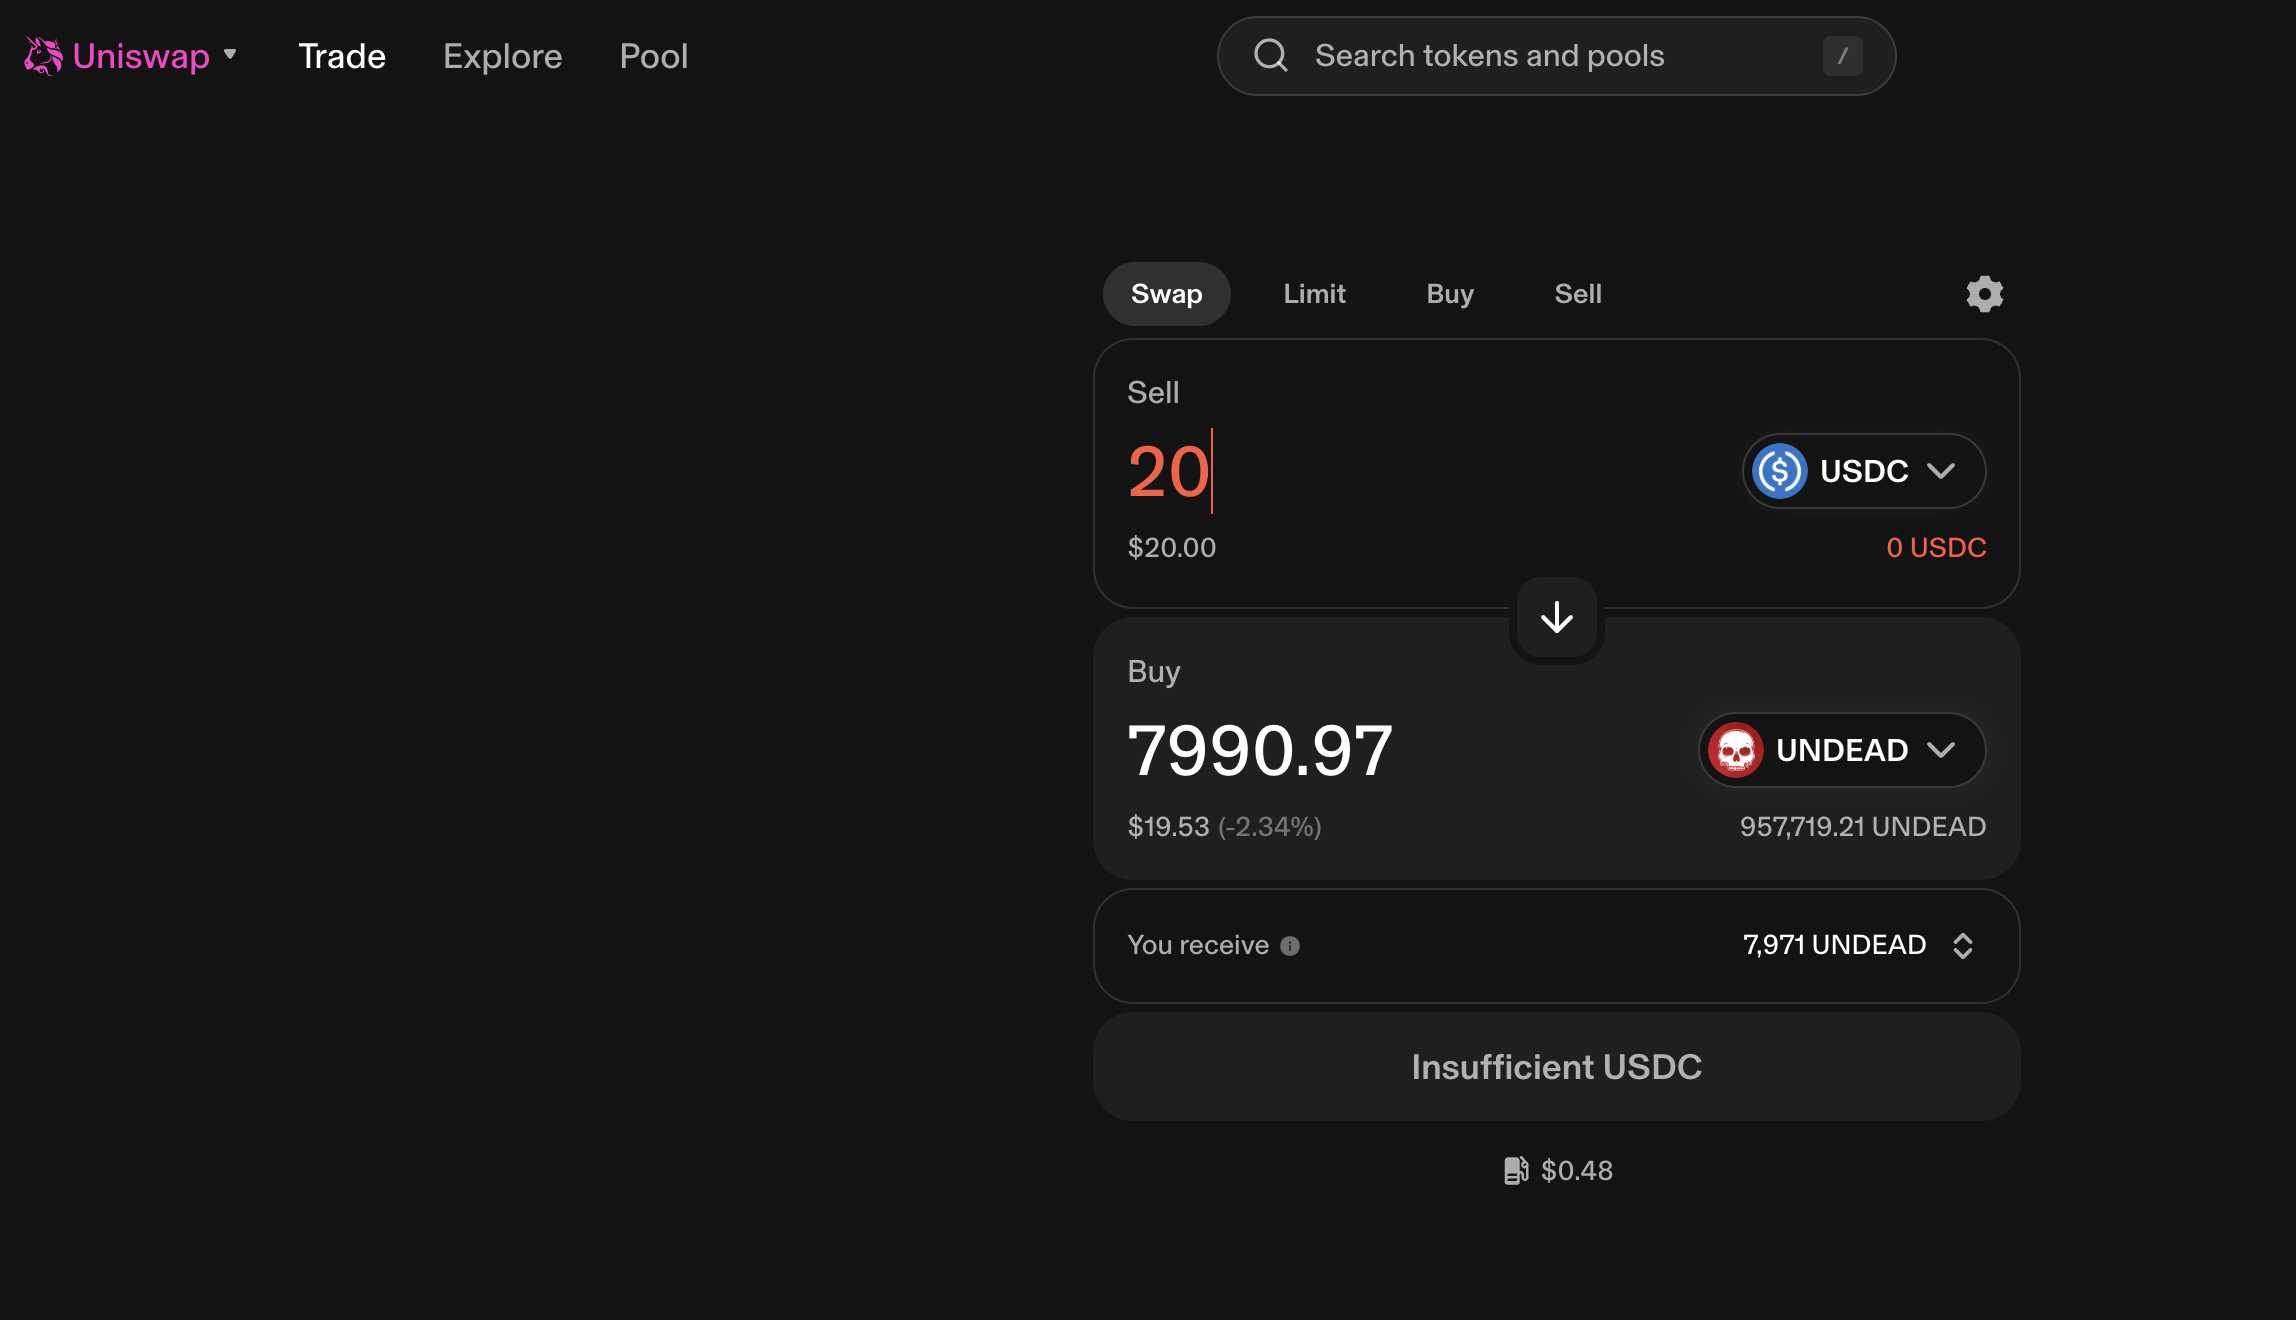 Uniswap Trade Explore Pool Search tokens and pools /
Swap Limit Buy Sell
Sell
20 USDC
$20.00 0 USDC
Buy
7990.97 UNDEAD
$19.53 (-2.34%) 957,719.21 UNDEAD
You receive 7,971 UNDEAD
Insufficient USDC
$0.48